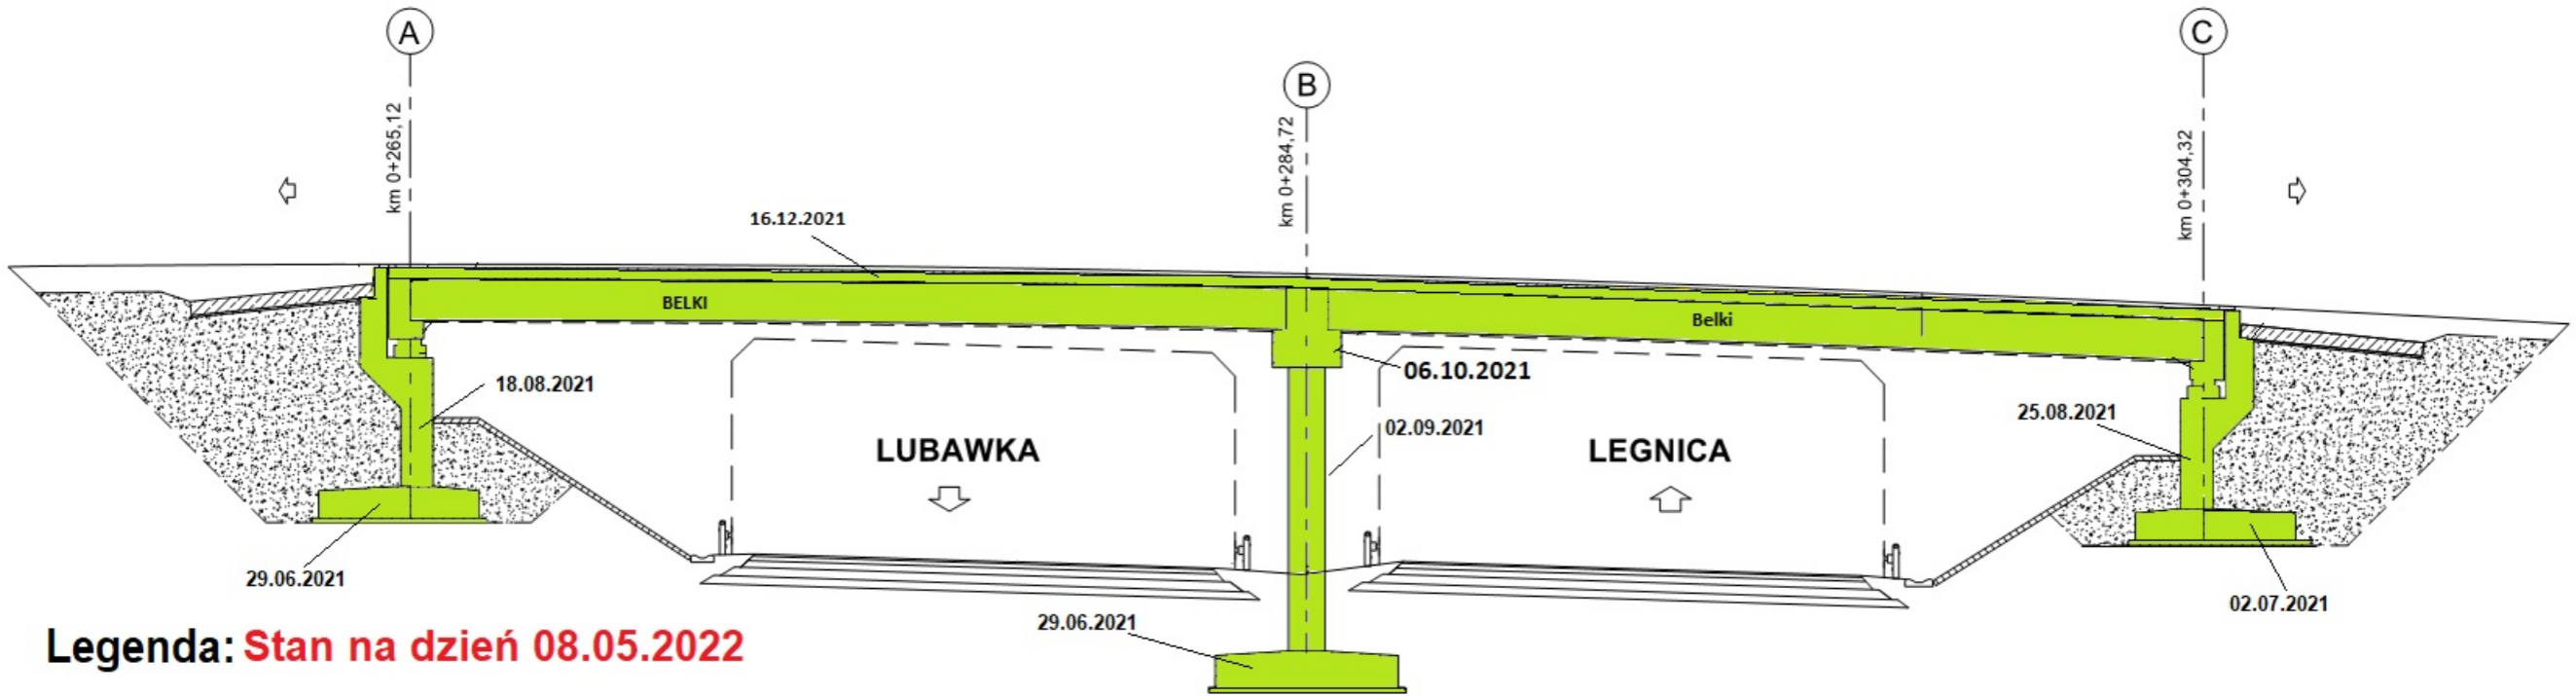 A
B
C
km 0+265,12
km 0+284,72
km 0+304,32
16.12.2021
BELKI
Belki
18.08.2021
06.10.2021
02.09.2021
25.08.2021
LUBAWKA
LEGNICA
29.06.2021
02.07.2021
29.06.2021
Legenda: Stan na dzień 08.05.2022